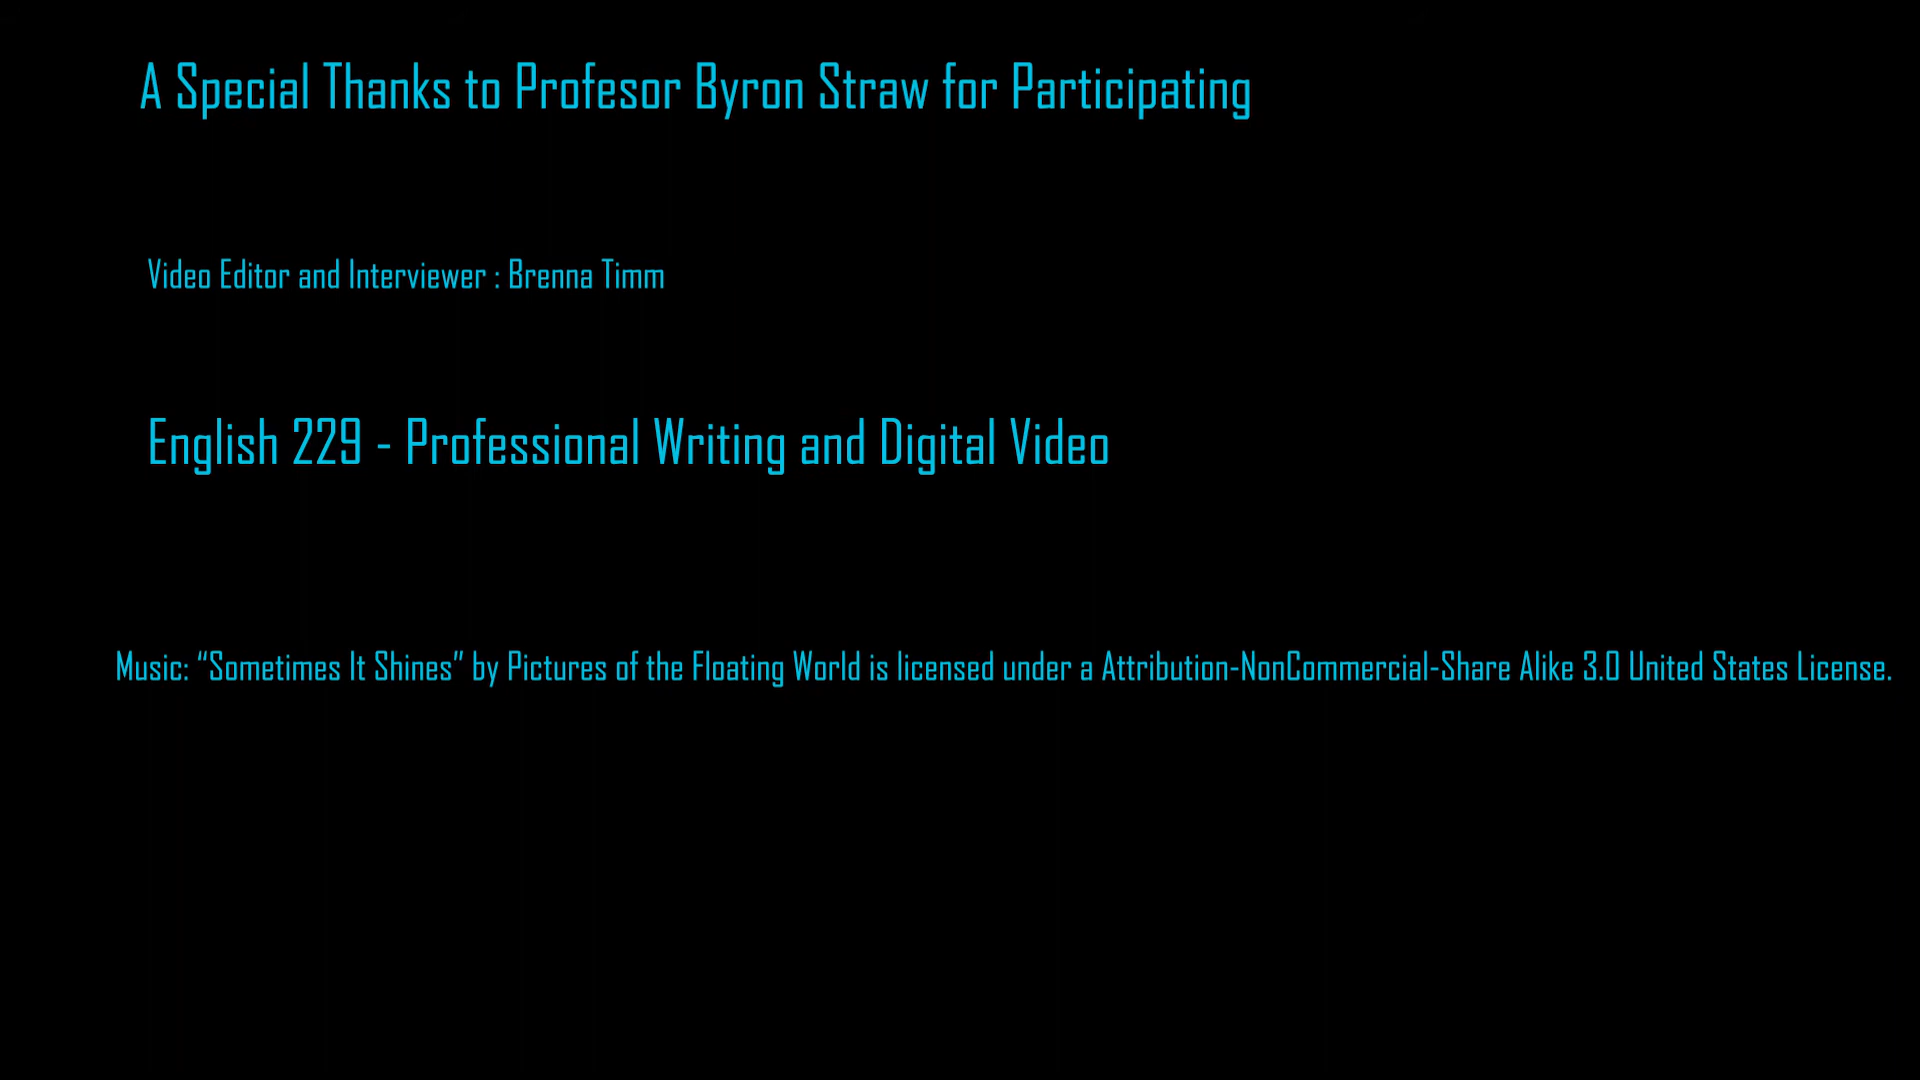 A Special Thanks to Profesor Byron Straw for Participating
Video Editor and Interviewer : Brenna Timm
English 229 - Professional Writing and Digital Video
Music: “Sometimes It Shines” by Pictures of the Floating World is licensed under a Attribution-NonCommercial-Share Alike 3.0 United States License.